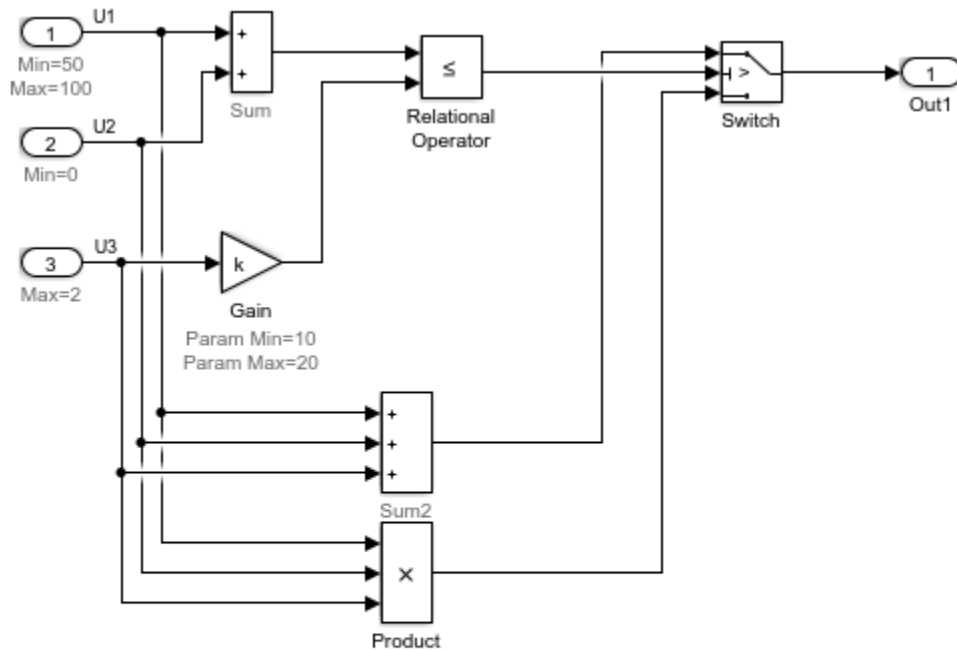 U1
1
Min=50
Max=100
+
+
Sum
U2
2
Min=0
≤
Relational
Operator
>
Switch
1
Out1
U3
3
Max=2
k
Gain
Param Min=10
Param Max=20
+
+
+
Sum2
×
Product